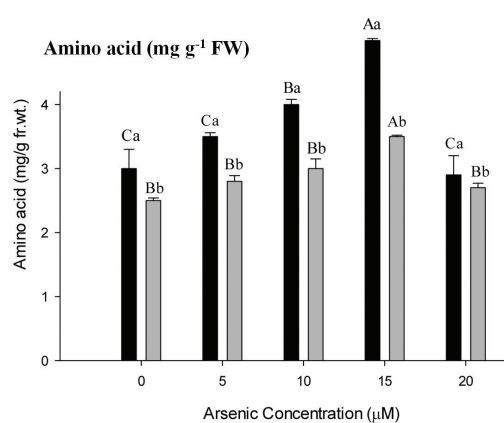 Amino acid (mg g⁻¹ FW)
Amino acid (mg/g fr.wt.)
4
3
2
1
0
Ca
Bb
Ca
Bb
Ba
Bb
Aa
Ab
Ca
Bb
0 5 10 15 20
Arsenic Concentration (μM)